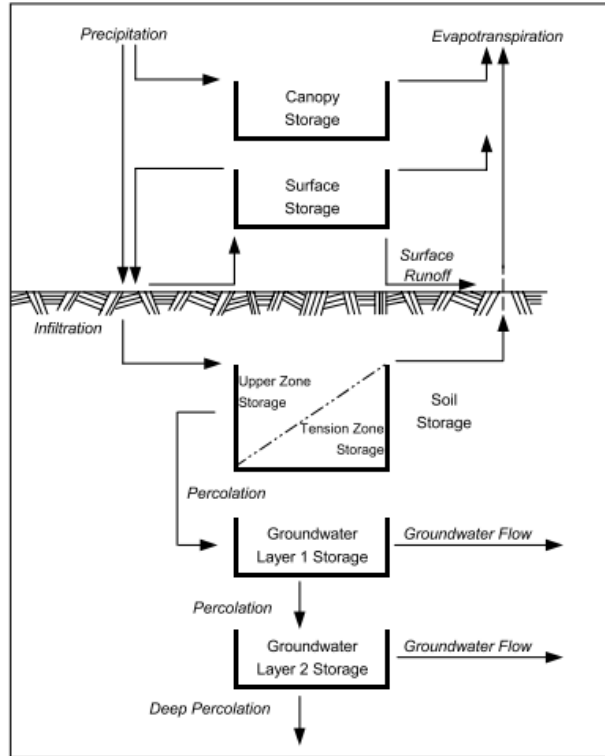 Precipitation
Evapotranspiration
Canopy
Storage
Surface
Storage
Surface
Runoff
Infiltration
Upper Zone
Storage
Tension Zone
Storage
Soil
Storage
Percolation
Groundwater
Layer 1 Storage
Groundwater Flow
Percolation
Groundwater
Layer 2 Storage
Groundwater Flow
Deep Percolation